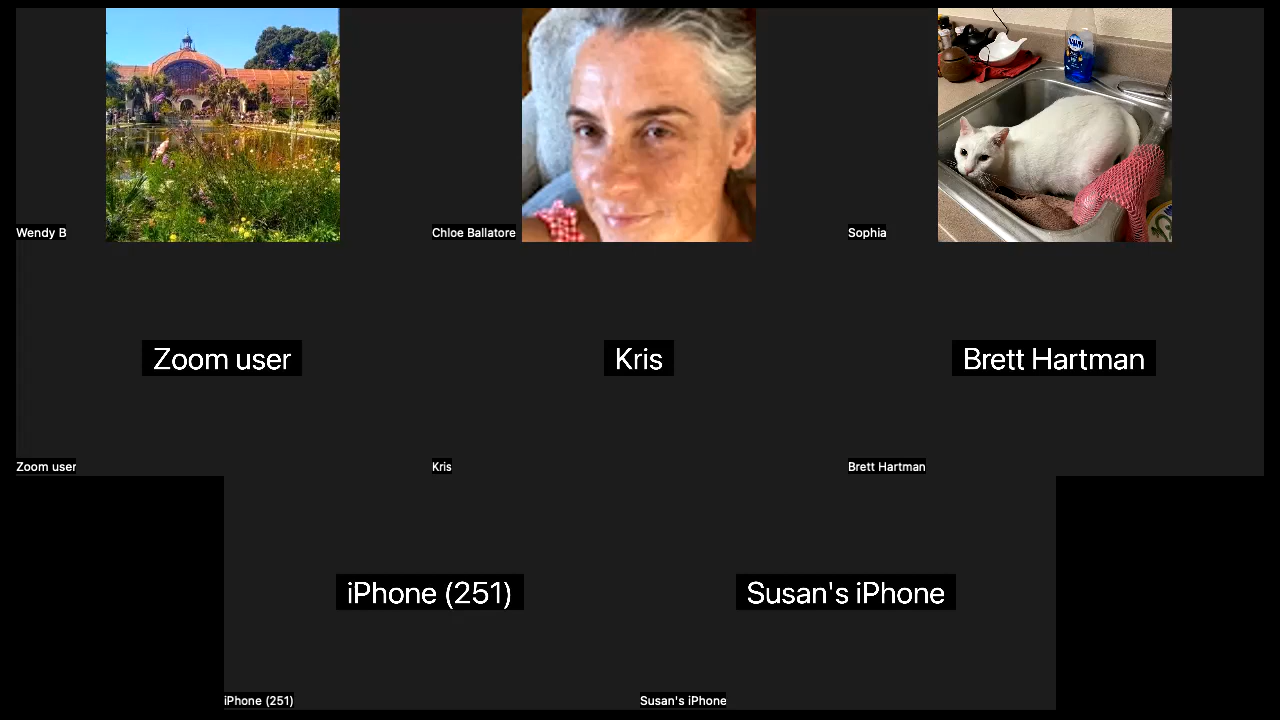 Wendy B
Chloe Ballatore
Sophia
Zoom user
Kris
Brett Hartman
Zoom user
Kris
Brett Hartman
iPhone (251)
Susan's iPhone
iPhone (251)
Susan's iPhone